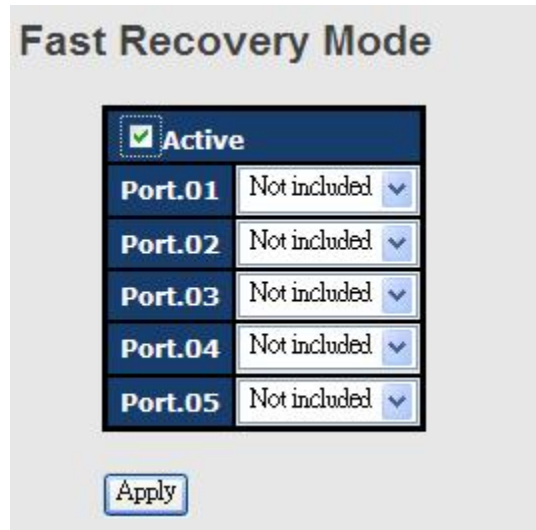 Fast Recovery Mode
Active
Port.01 Not included
Port.02 Not included
Port.03 Not included
Port.04 Not included
Port.05 Not included
Apply